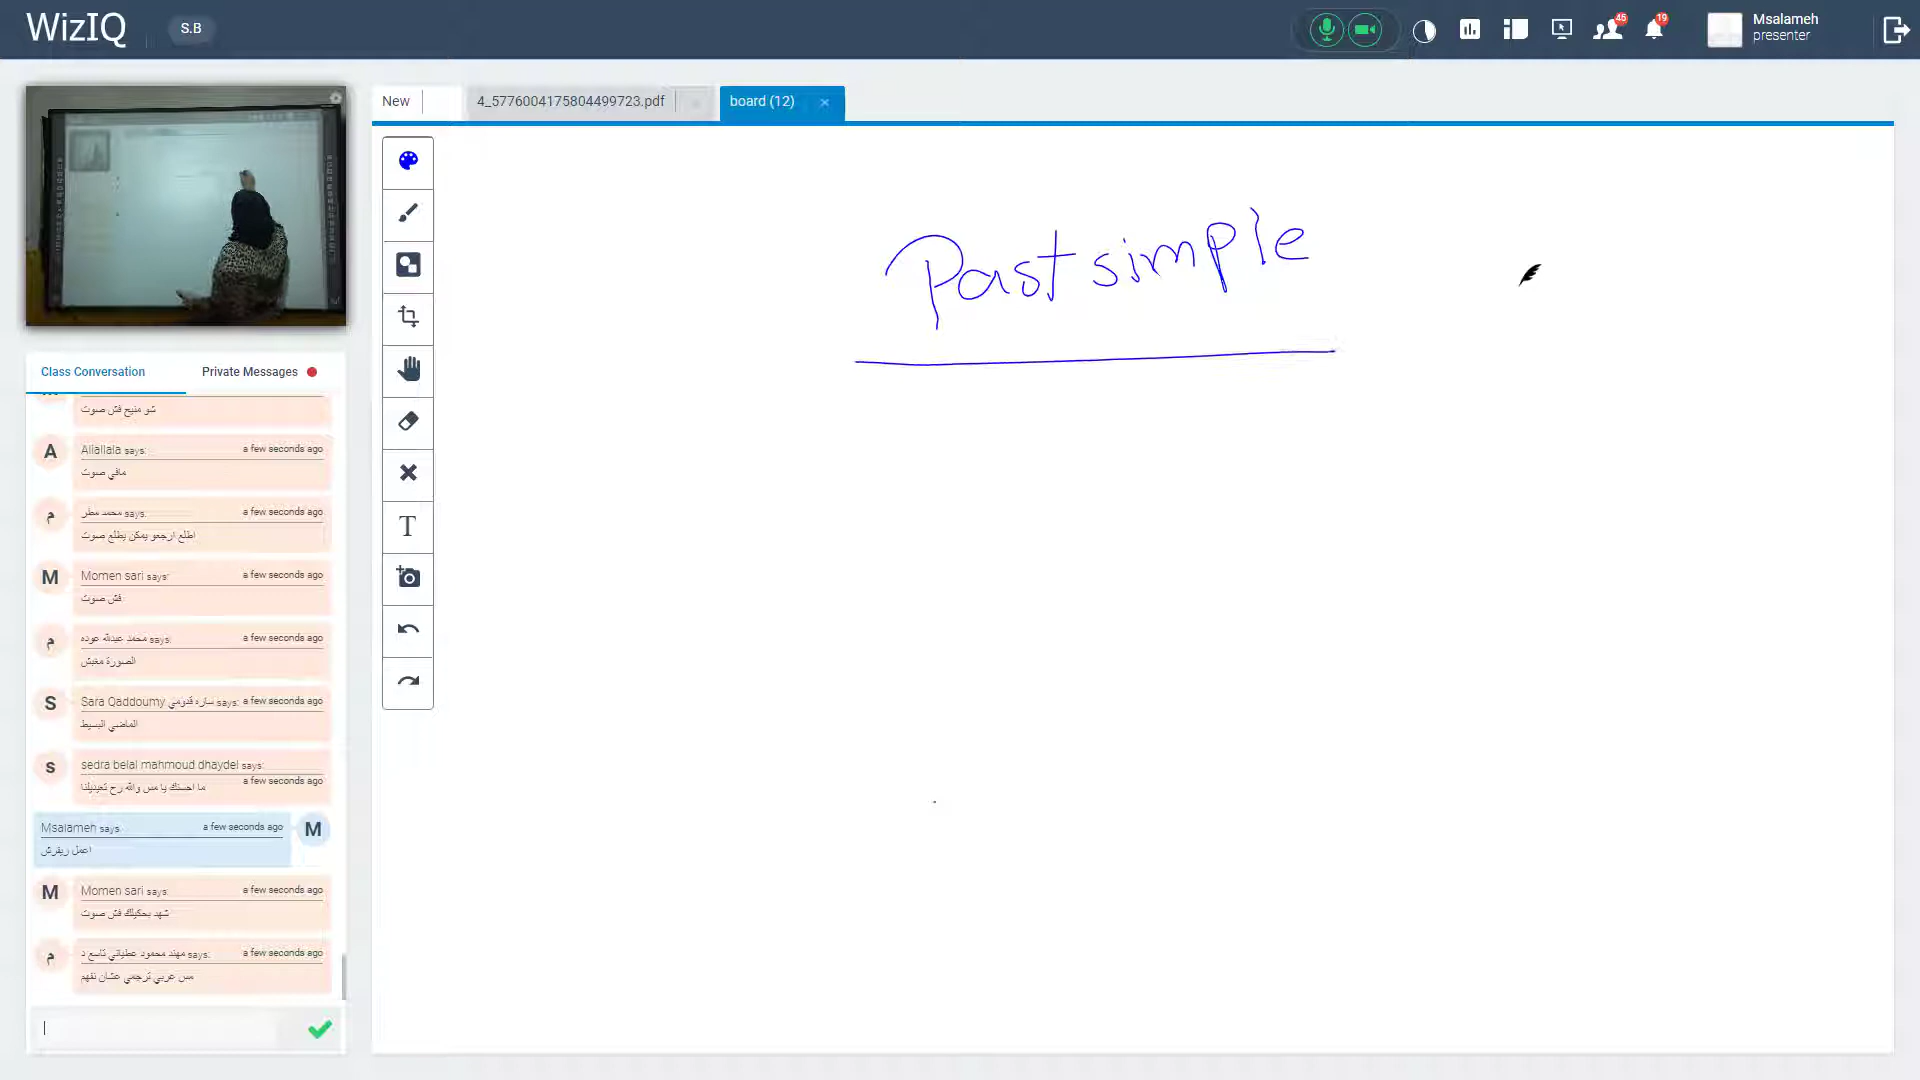 WizIQ
S.B
46
19
Msalameh
presenter
New
4_5776004175804499723.pdf
board (12)
Past simple
Class Conversation
Private Messages
شو منيح فش صوت
A
Allallala says:
a few seconds ago
مافي صوت
م
محمد مطر says:
a few seconds ago
اطلع ارجعو يمكن يطلع صوت
M
Momen sari says:
a few seconds ago
فش صوت
م
محمد عبدالله عوده says:
a few seconds ago
الصورة مغبش
S
Sara Qaddoumy ساره قدومي says:
a few seconds ago
الماضي البسيط
s
sedra belal mahmoud dhaydel says:
a few seconds ago
ما احسنك يا مس والله رح تعيديلنا
Msalameh says:
a few seconds ago
M
اعمل ريفرش
M
Momen sari says:
a few seconds ago
شهد بحكيلك فش صوت
م
مهند محمود عطياني تاسع د says:
a few seconds ago
مس عربي ترجمي عشان نفهم
T